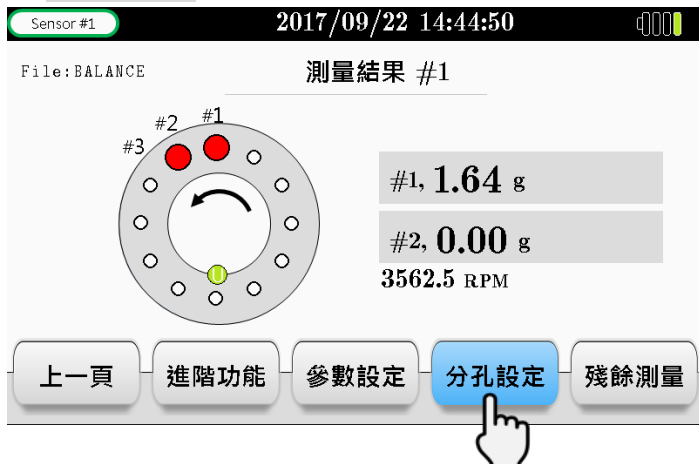 Sensor #1
2017/09/22 14:44:50
File:BALANCE
測量結果 #1
#1
#2
#3
U
#1, 1.64 g
#2, 0.00 g
3562.5 RPM
上一頁
進階功能
參數設定
分孔設定
殘餘測量